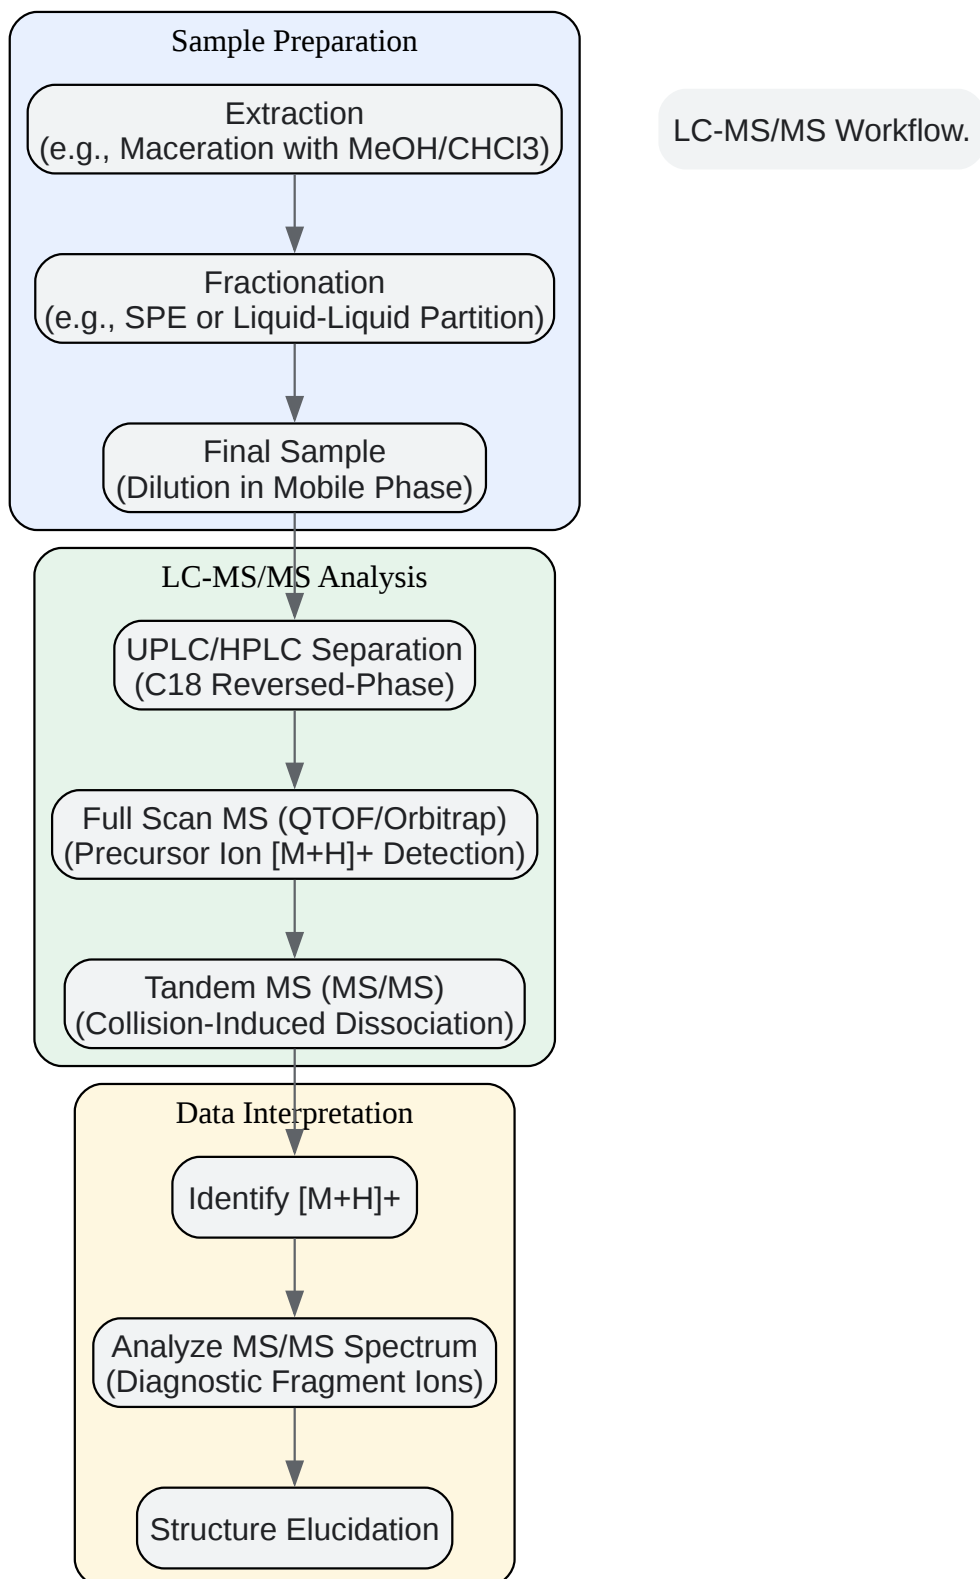 Sample Preparation
Extraction
(e.g., Maceration with MeOH/CHCl3)
LC-MS/MS Workflow.
Fractionation
(e.g., SPE or Liquid-Liquid Partition)
Final Sample
(Dilution in Mobile Phase)
LC-MS/MS Analysis
UPLC/HPLC Separation
(C18 Reversed-Phase)
Full Scan MS (QTOF/Orbitrap)
(Precursor Ion [M+H]+ Detection)
Tandem MS (MS/MS)
(Collision-Induced Dissociation)
Data Interpretation
Identify [M+H]+
Analyze MS/MS Spectrum
(Diagnostic Fragment Ions)
Structure Elucidation